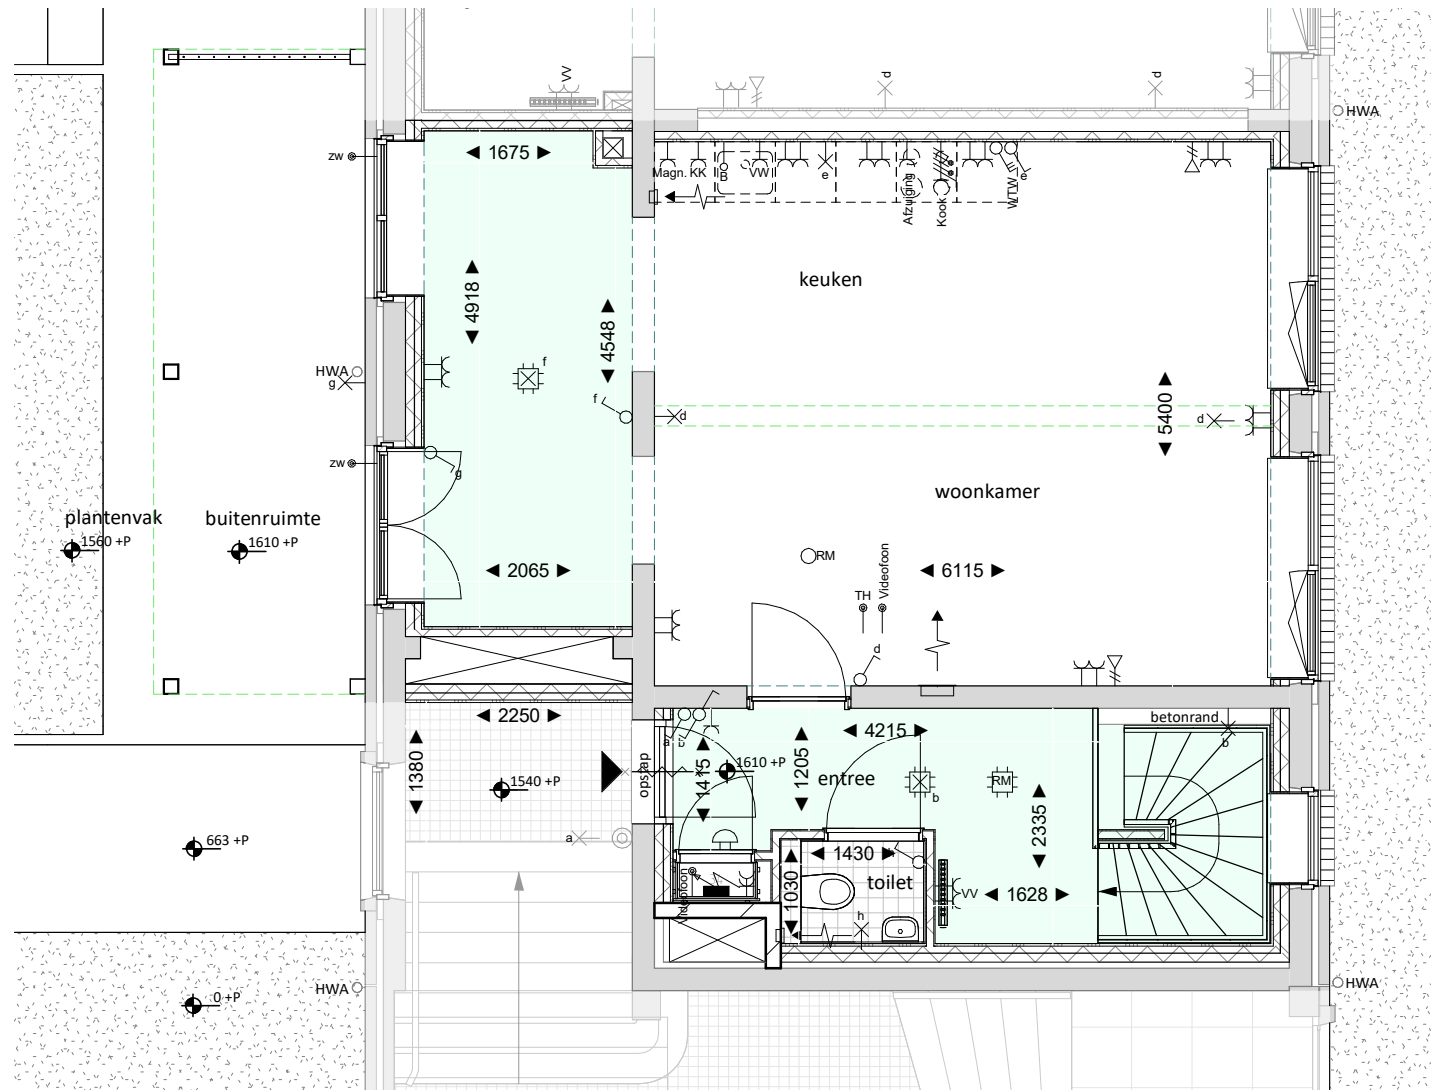 VV
d
d
HWA
zw
1675
Magn.
KK
B
VW
e
Afzuiging
Kook
WTW
e
keuken
4918
4548
HWA
g
f
f
d
d
5400
zw
g
woonkamer
plantenvak
1560 +P
buitenruimte
1610 +P
2065
RM
6115
TH
Videofoon
d
2250
1380
1540 +P
a
opstap
a
c
1415
1610 +P
1205
4215
entree
b
RM
2335
betonrand
b
663 +P
1430
1030
toilet
h
VV
1628
Videofoon
HWA
0 +P
HWA